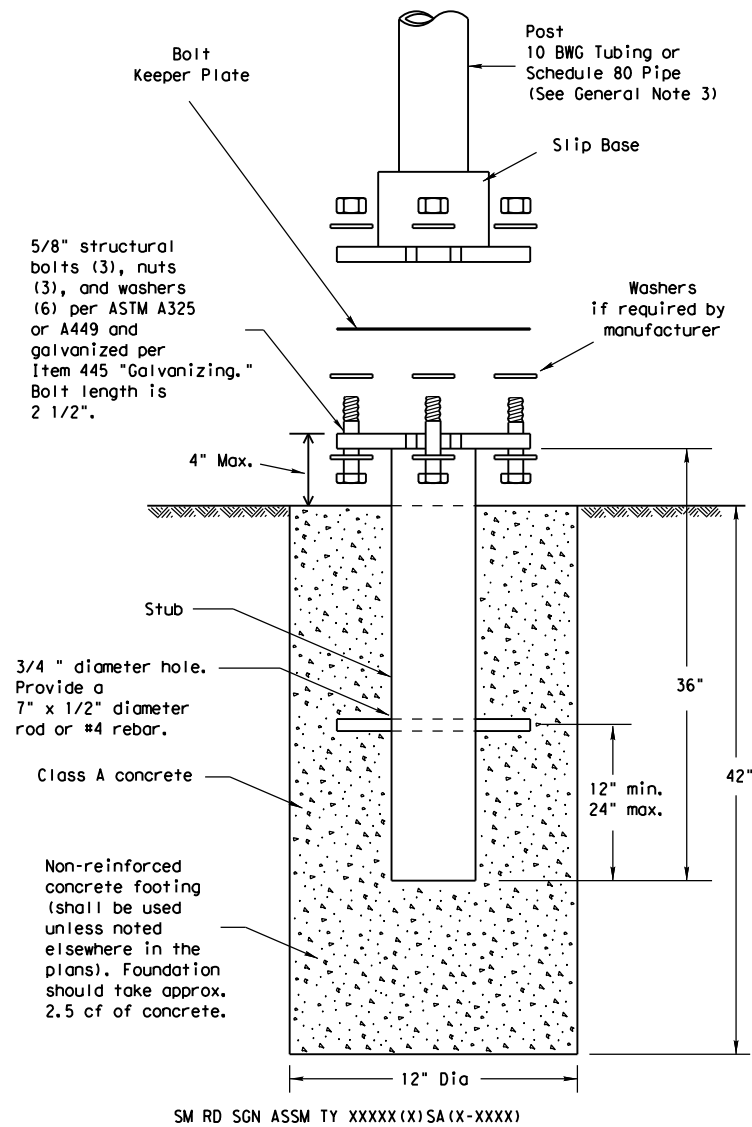 Bolt
Keeper Plate
Post
10 BWG Tubing or
Schedule 80 Pipe
(See General Note 3)
Slip Base
5/8" structural
bolts (3), nuts
(3), and washers
(6) per ASTM A325
or A449 and
galvanized per
Item 445 "Galvanizing."
Bolt length is
2 1/2".
Washers
if required by
manufacturer
4" Max.
Stub
3/4 " diameter hole.
Provide a
7" x 1/2" diameter
rod or #4 rebar.
36"
12" min.
24" max.
42"
Class A concrete
Non-reinforced
concrete footing
(shall be used
unless noted
elsewhere in the
plans). Foundation
should take approx.
2.5 cf of concrete.
12" Dia
SM RD SGN ASSM TY XXXXX(X)SA(X-XXXX)